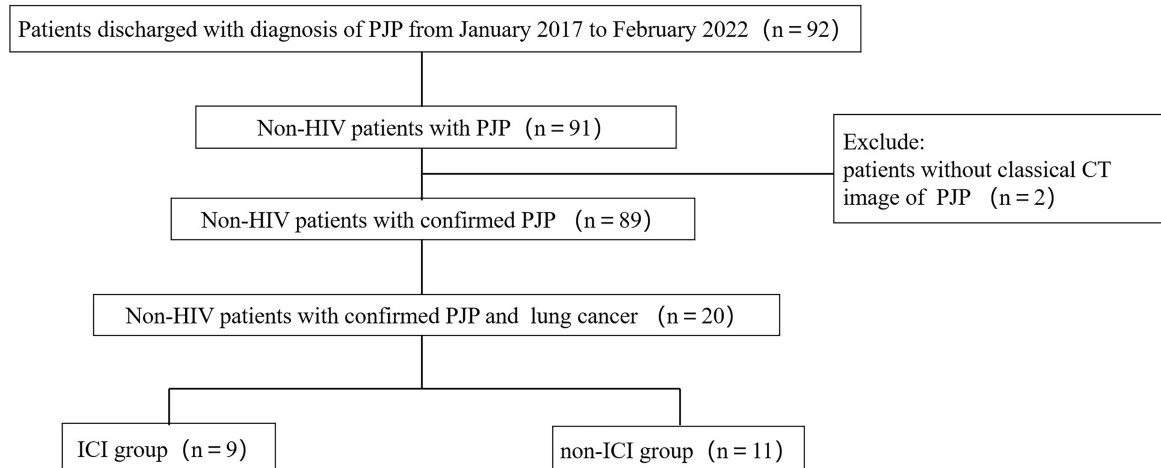 Patients discharged with diagnosis of PJP from January 2017 to February 2022 (n = 92)
Non-HIV patients with PJP (n = 91)
Exclude:
patients without classical CT
image of PJP (n = 2)
Non-HIV patients with confirmed PJP (n = 89)
Non-HIV patients with confirmed PJP and lung cancer (n = 20)
ICI group (n = 9)
non-ICI group (n = 11)